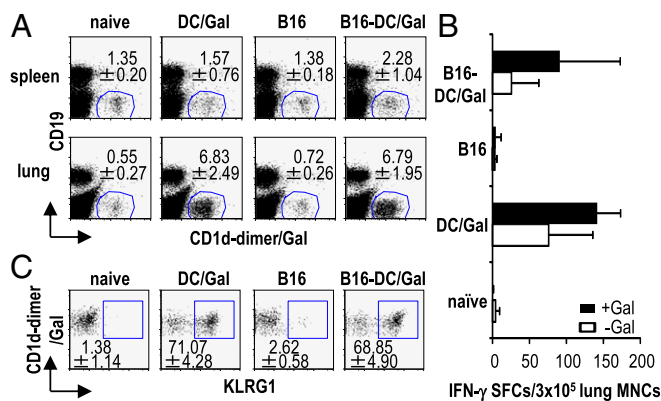 A
naive DC/Gal B16 B16-DC/Gal
spleen
1.35 ±0.20
1.57 ±0.76
1.38 ±0.18
2.28 ±1.04
CD19
lung
0.55 ±0.27
6.83 ±2.49
0.72 ±0.26
6.79 ±1.95
CD1d-dimer/Gal
B
B16-
DC/Gal
B16
DC/Gal
naïve
+Gal
-Gal
0 50 100 150 200
IFN-γ SFCs/3x10⁵ lung MNCs
C
naive DC/Gal B16 B16-DC/Gal
CD1d-dimer
/Gal
1.38 ±1.14
71.07 ±4.28
2.62 ±0.58
68.85 ±4.90
KLRG1